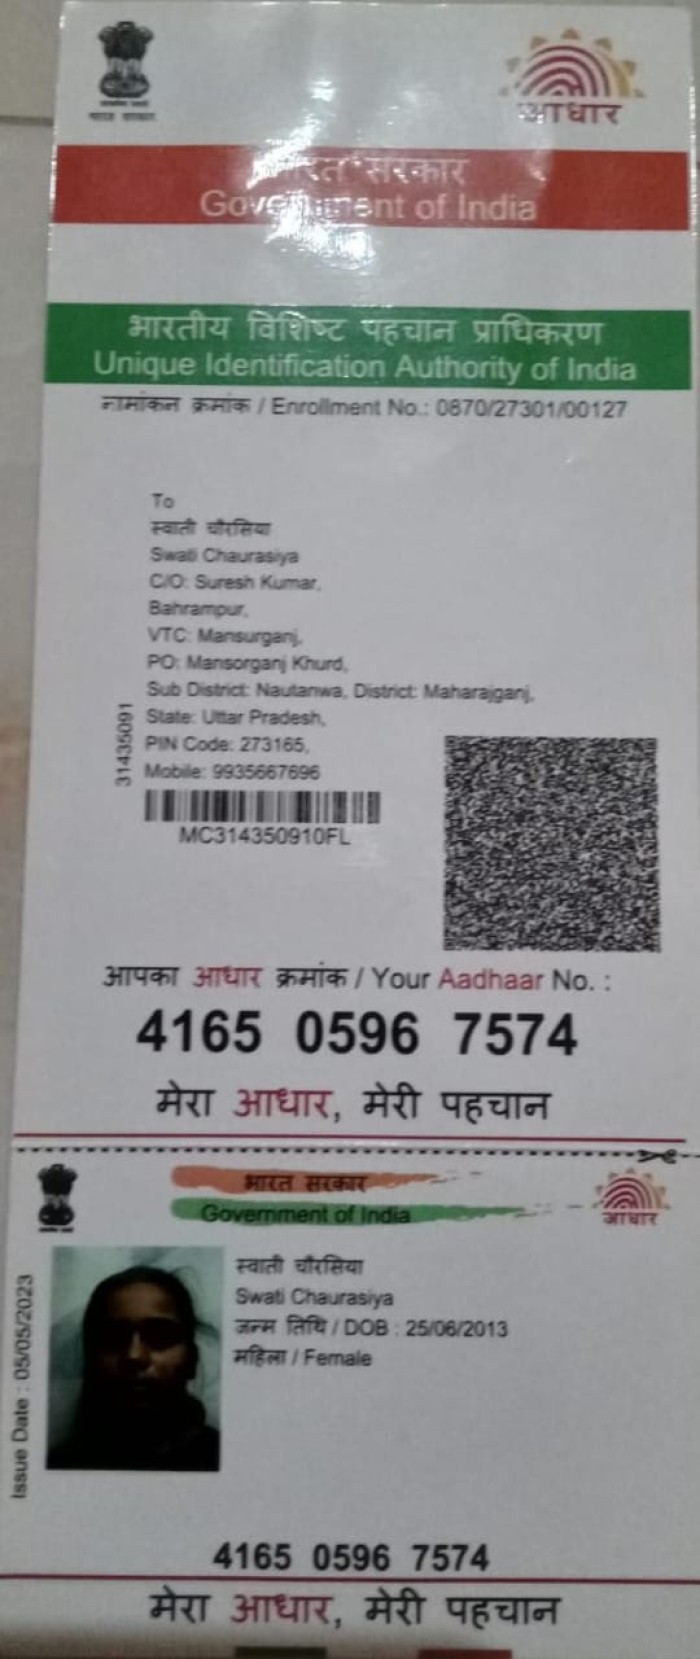 आधार
भारत सरकार
Government of India
भारतीय विशिष्ट पहचान प्राधिकरण
Unique Identification Authority of India
नामांकन क्रमांक / Enrollment No.: 0870/27301/00127
To
स्वाती चौरसिया
Swati Chaurasiya
C/O: Suresh Kumar,
Bahrampur,
VTC: Mansurganj,
PO: Mansorganj Khurd,
Sub District: Nautanwa, District: Maharajganj,
State: Uttar Pradesh,
PIN Code: 273165,
Mobile: 9935667696
31435091
MC314350910FL
आपका आधार क्रमांक / Your Aadhaar No. :
4165 0596 7574
मेरा आधार, मेरी पहचान
भारत सरकार
Government of India
आधार
Issue Date : 05/05/2023
स्वाती चौरसिया
Swati Chaurasiya
जन्म तिथि / DOB : 25/06/2013
महिला / Female
4165 0596 7574
मेरा आधार, मेरी पहचान